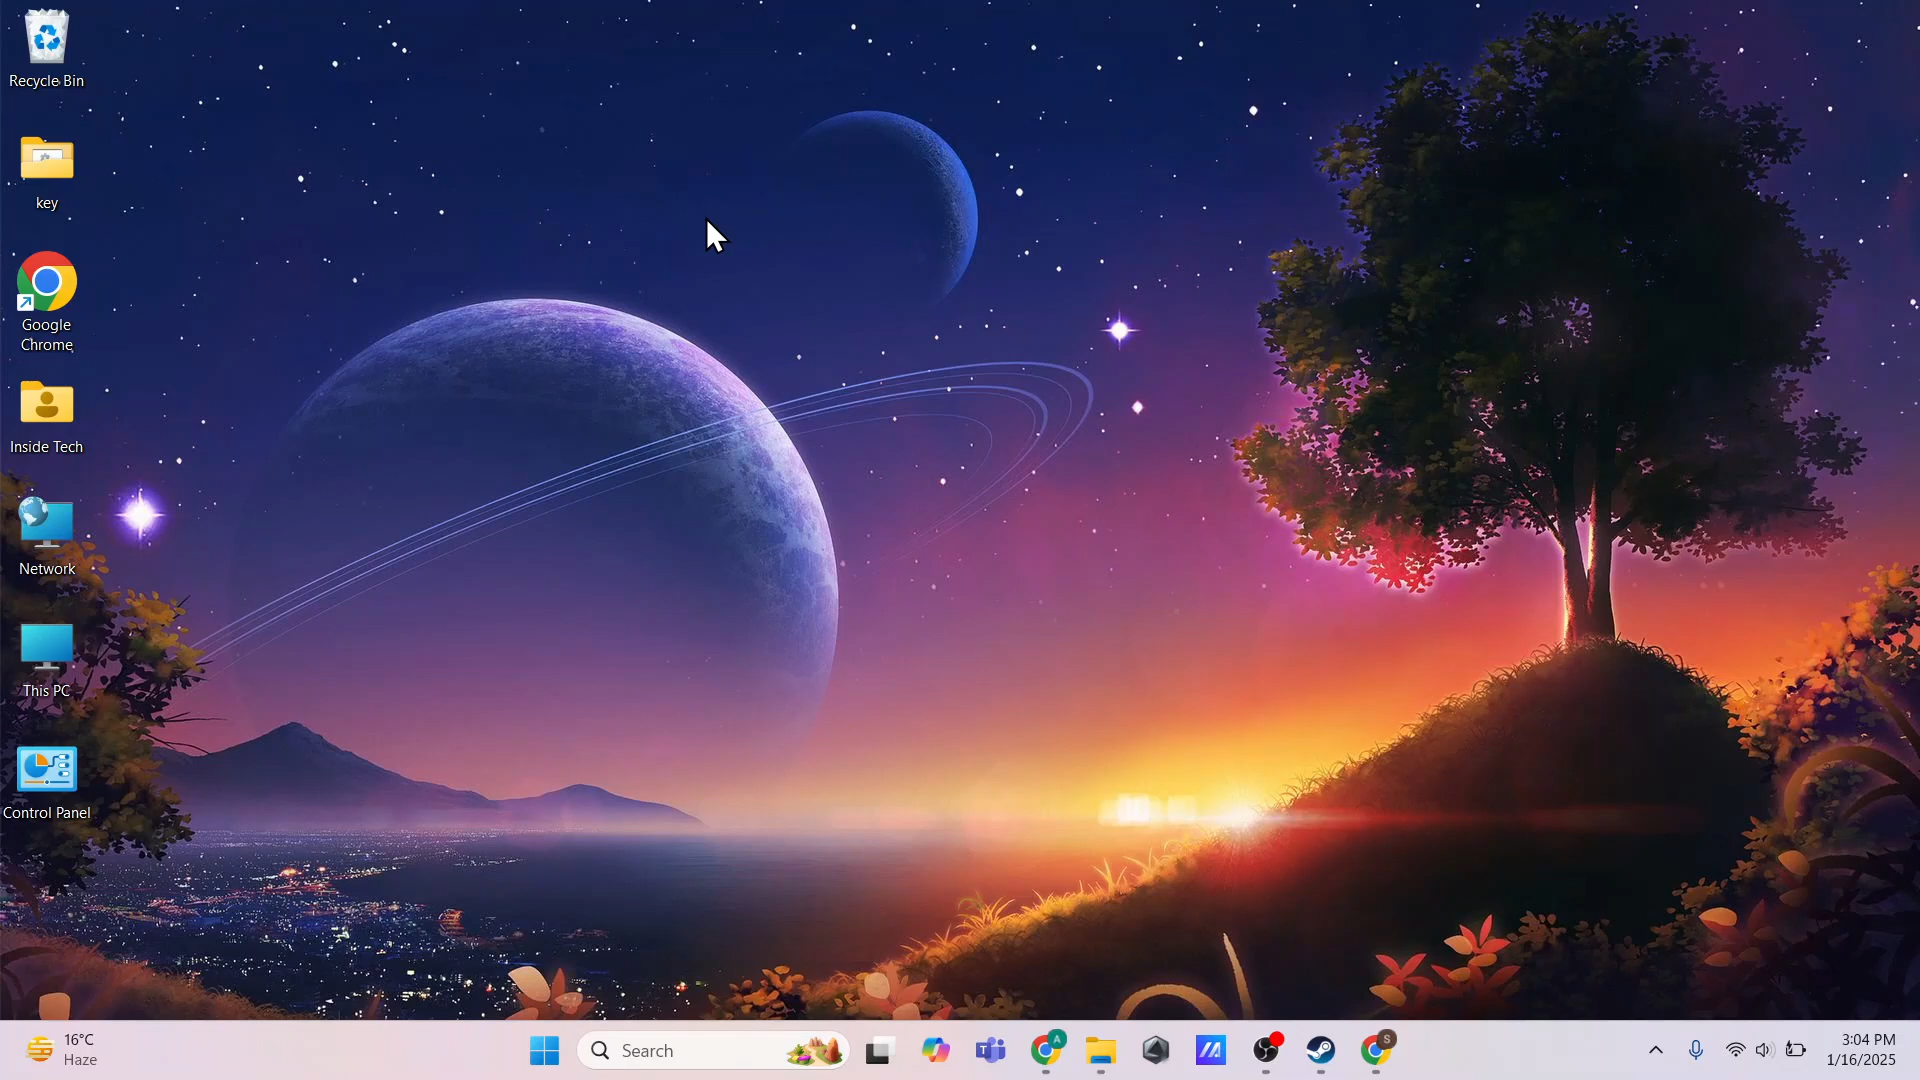 Recycle Bin
key
Google
Chrome
Inside Tech
Network
This PC
Control Panel
16°C
Haze
Search
A
S
3:04 PM
1/16/2025